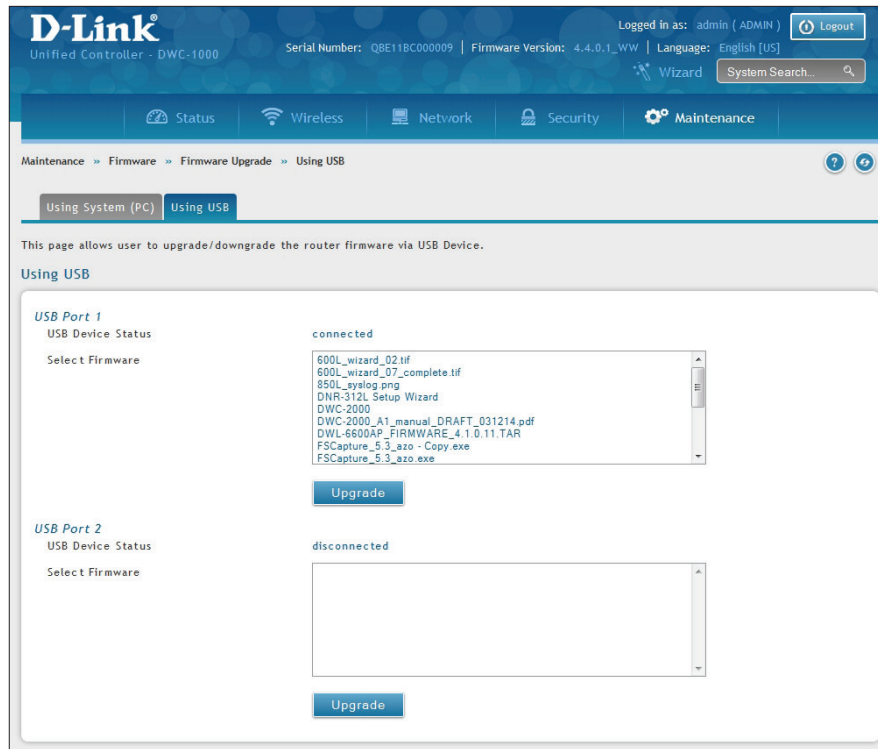 D-Link®
Unified Controller - DWC-1000
Logged in as: admin ( ADMIN ) Logout
Serial Number: QBE11BC000009 | Firmware Version: 4.4.0.1_WW | Language: English [US]
Wizard System Search...
Status Wireless Network Security Maintenance
Maintenance » Firmware » Firmware Upgrade » Using USB ?
Using System (PC) Using USB
This page allows user to upgrade/downgrade the router firmware via USB Device.
Using USB
USB Port 1
USB Device Status connected
Select Firmware
600L_wizard_02.tif
600L_wizard_07_complete.tif
850L_syslog.png
DNR-312L Setup Wizard
DWC-2000
DWC-2000_A1_manual_DRAFT_031214.pdf
DWL-6600AP_FIRMWARE_4.1.0.11.TAR
FSCapture_5.3_azo - Copy.exe
FSCapture_5.3_azo.exe
Upgrade
USB Port 2
USB Device Status disconnected
Select Firmware
Upgrade